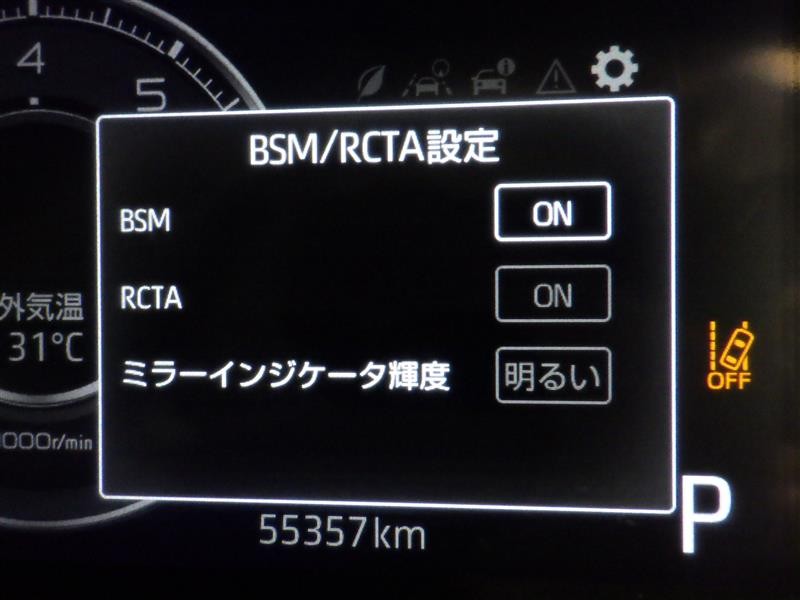 4
5
BSM/RCTA設定
BSM ON
RCTA ON
ミラーインジケータ輝度 明るい
外気温
31°C
OFF
000r/min
55357km
P